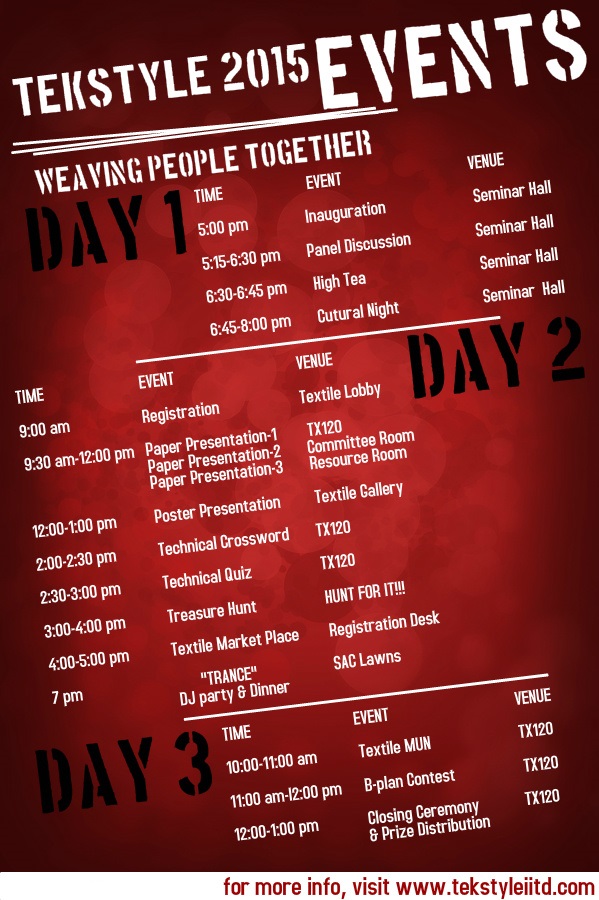 TEKSTYLE 2015 EVENTS
WEAVING PEOPLE TOGETHER
DAY 1
TIME EVENT VENUE
5:00 pm Inauguration Seminar Hall
5:15-6:30 pm Panel Discussion Seminar Hall
6:30-6:45 pm High Tea Seminar Hall
6:45-8:00 pm Cutural Night Seminar Hall
DAY 2
TIME EVENT VENUE
9:00 am Registration Textile Lobby
9:30 am-12:00 pm Paper Presentation-1 TX120
Paper Presentation-2 Committee Room
Paper Presentation-3 Resource Room
12:00-1:00 pm Poster Presentation Textile Gallery
2:00-2:30 pm Technical Crossword TX120
2:30-3:00 pm Technical Quiz TX120
3:00-4:00 pm Treasure Hunt HUNT FOR IT!!!
4:00-5:00 pm Textile Market Place Registration Desk
7 pm "TRANCE" SAC Lawns
DJ party & Dinner
DAY 3
TIME EVENT VENUE
10:00-11:00 am Textile MUN TX120
11:00 am-12:00 pm B-plan Contest TX120
12:00-1:00 pm Closing Ceremony TX120
& Prize Distribution
for more info, visit www.tekstyleiitd.com